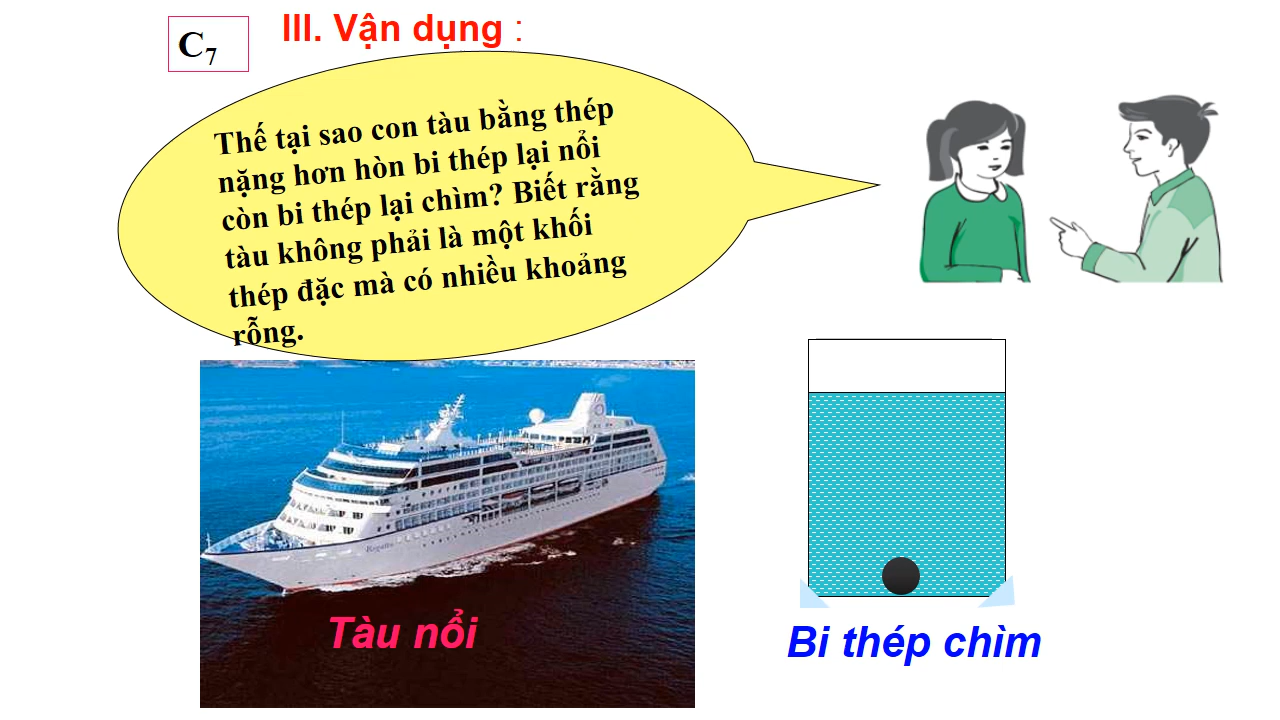 III. Vận dụng :
C7
Thế tại sao con tàu bằng thép
nặng hơn hòn bi thép lại nổi
còn bi thép lại chìm? Biết rằng
tàu không phải là một khối
thép đặc mà có nhiều khoảng
rỗng.
Regatta
Tàu nổi
Bi thép chìm